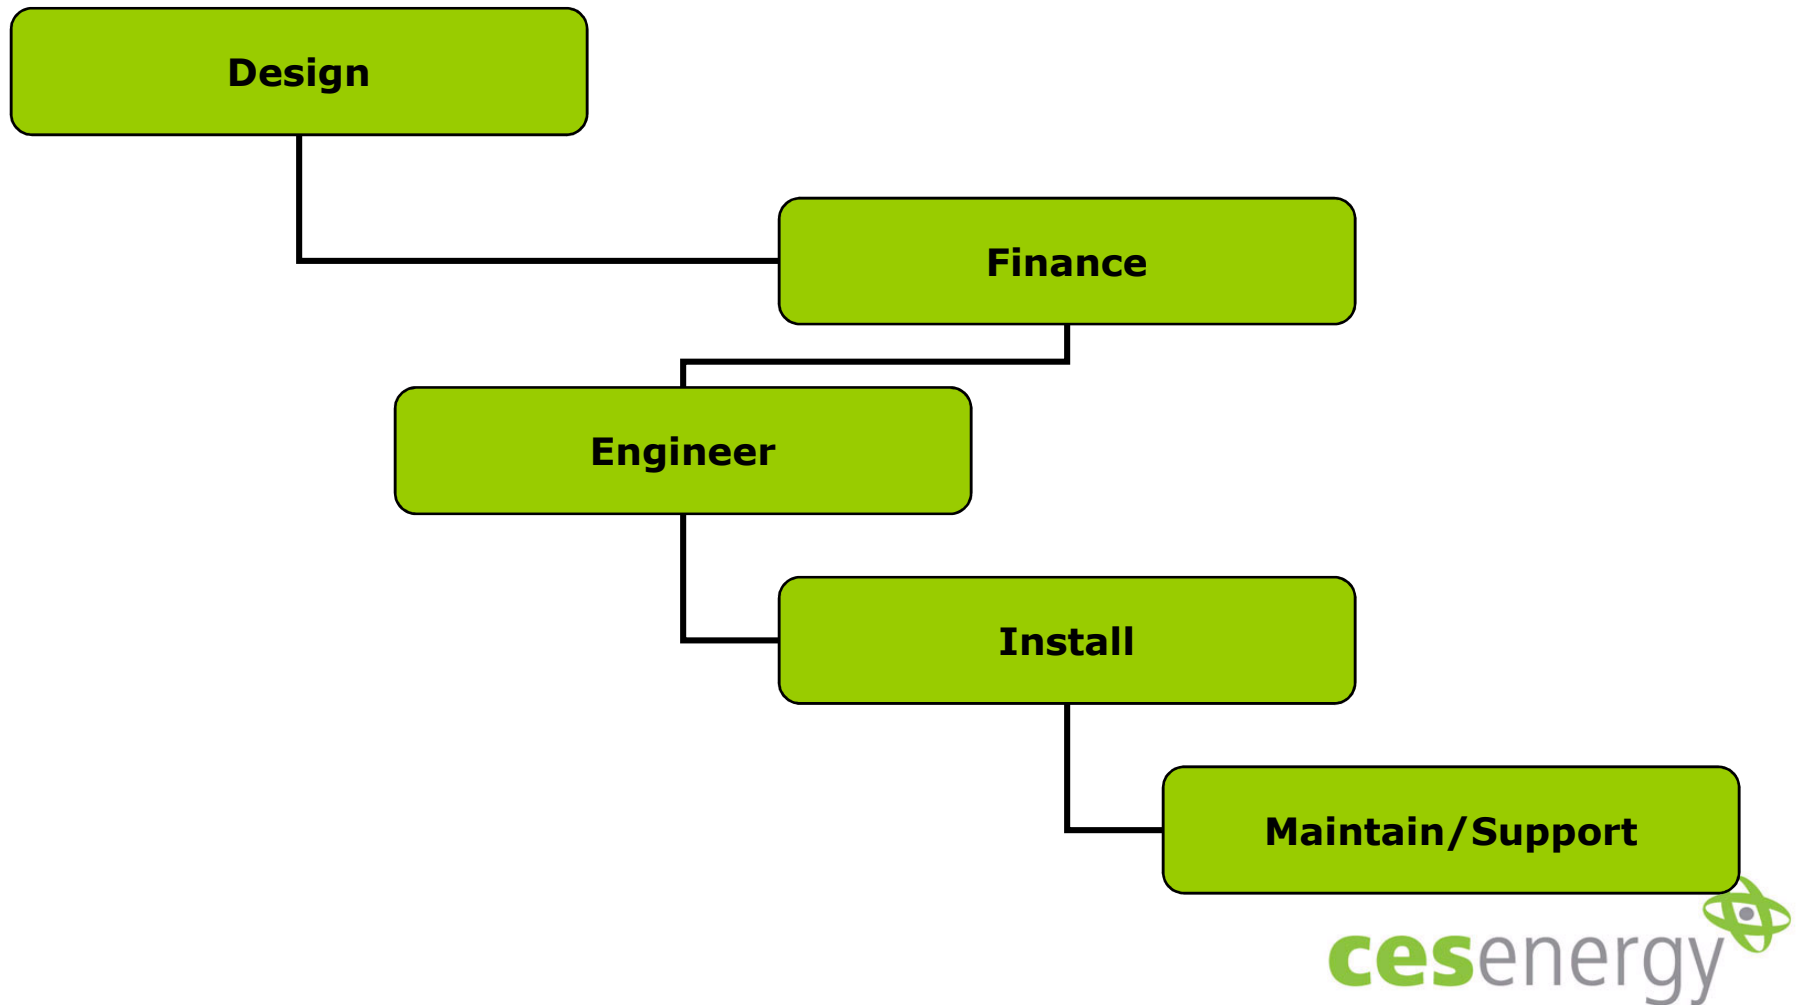 Design
Finance
Engineer
Install
Maintain/Support
cesenergy